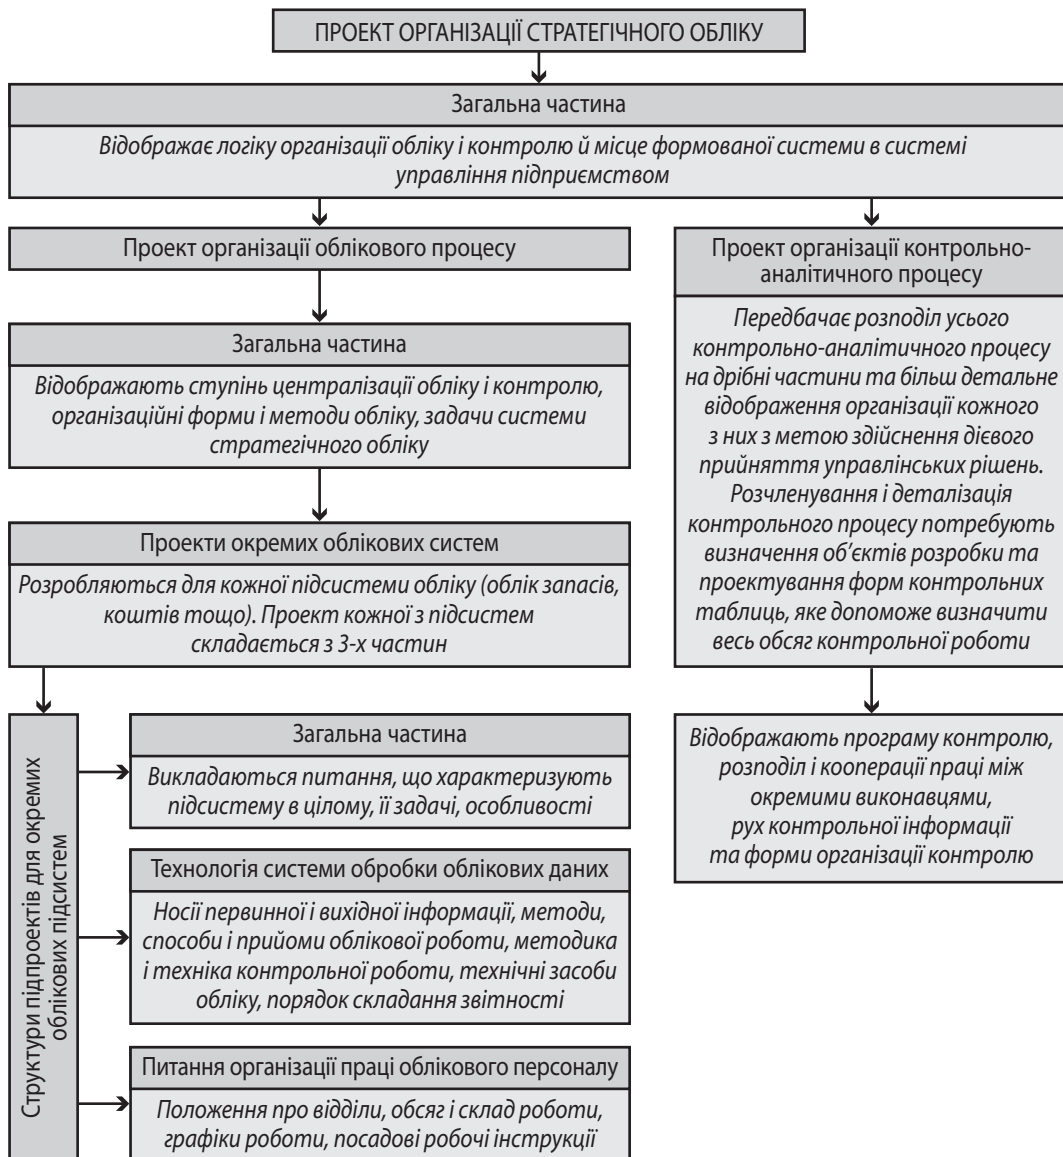 ПРОЕКТ ОРГАНІЗАЦІЇ СТРАТЕГІЧНОГО ОБЛІКУ
Загальна частина
Відображає логіку організації обліку і контролю й місце формованої системи в системі
управління підприємством
Проект організації облікового процесу
Загальна частина
Відображають ступінь централізації обліку і контролю,
організаційні форми і методи обліку, задачи системи
стратегічного обліку
Проекти окремих облікових систем
Розробляються для кожної підсистеми обліку (облік запасів,
коштів тощо). Проект кожної з підсистем
складається з 3-х частин
Структури підпроектів для окремих
облікових підсистем
Загальна частина
Викладаються питання, що характеризують
підсистему в цілому, її задачі, особливості
Технологія системи обробки облікових даних
Носії первинної і вихідної інформації, методи,
способи і прийоми облікової роботи, методика
і техніка контрольної роботи, технічні засоби
обліку, порядок складання звітності
Питання організації праці облікового персоналу
Положення про відділи, обсяг і склад роботи,
графіки роботи, посадові робочі інструкції
Проект організації контрольно-
аналітичного процесу
Передбачає розподіл усього
контрольно-аналітичного процесу
на дрібні частини та більш детальне
відображення організації кожного
з них з метою здійснення дієвого
прийняття управлінських рішень.
Розчленування і деталізація
контрольного процесу потребують
визначення об’єктів розробки та
проектування форм контрольних
таблиць, яке допоможе визначити
весь обсяг контрольної роботи
Відображають програму контролю,
розподіл і кооперації праці між
окремими виконавцями,
рух контрольної інформації
та форми організації контролю